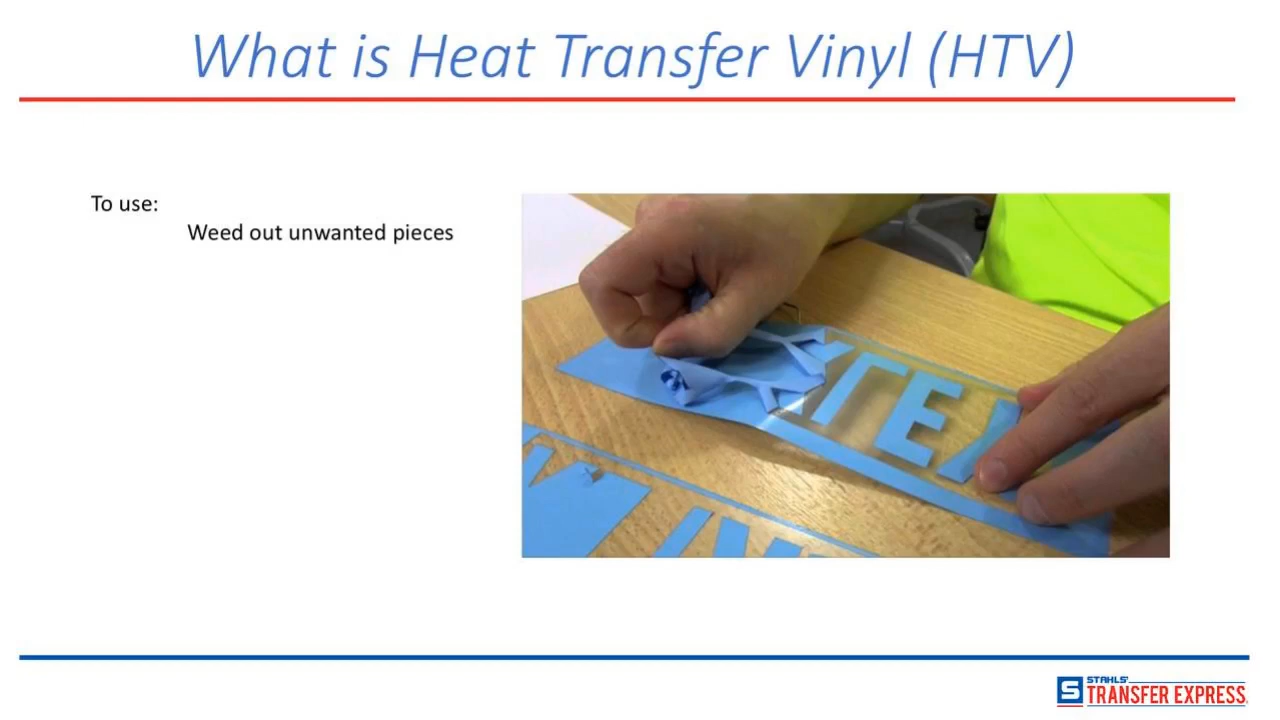 What is Heat Transfer Vinyl (HTV)
To use:
Weed out unwanted pieces
STAHLS'
TRANSFER EXPRESS